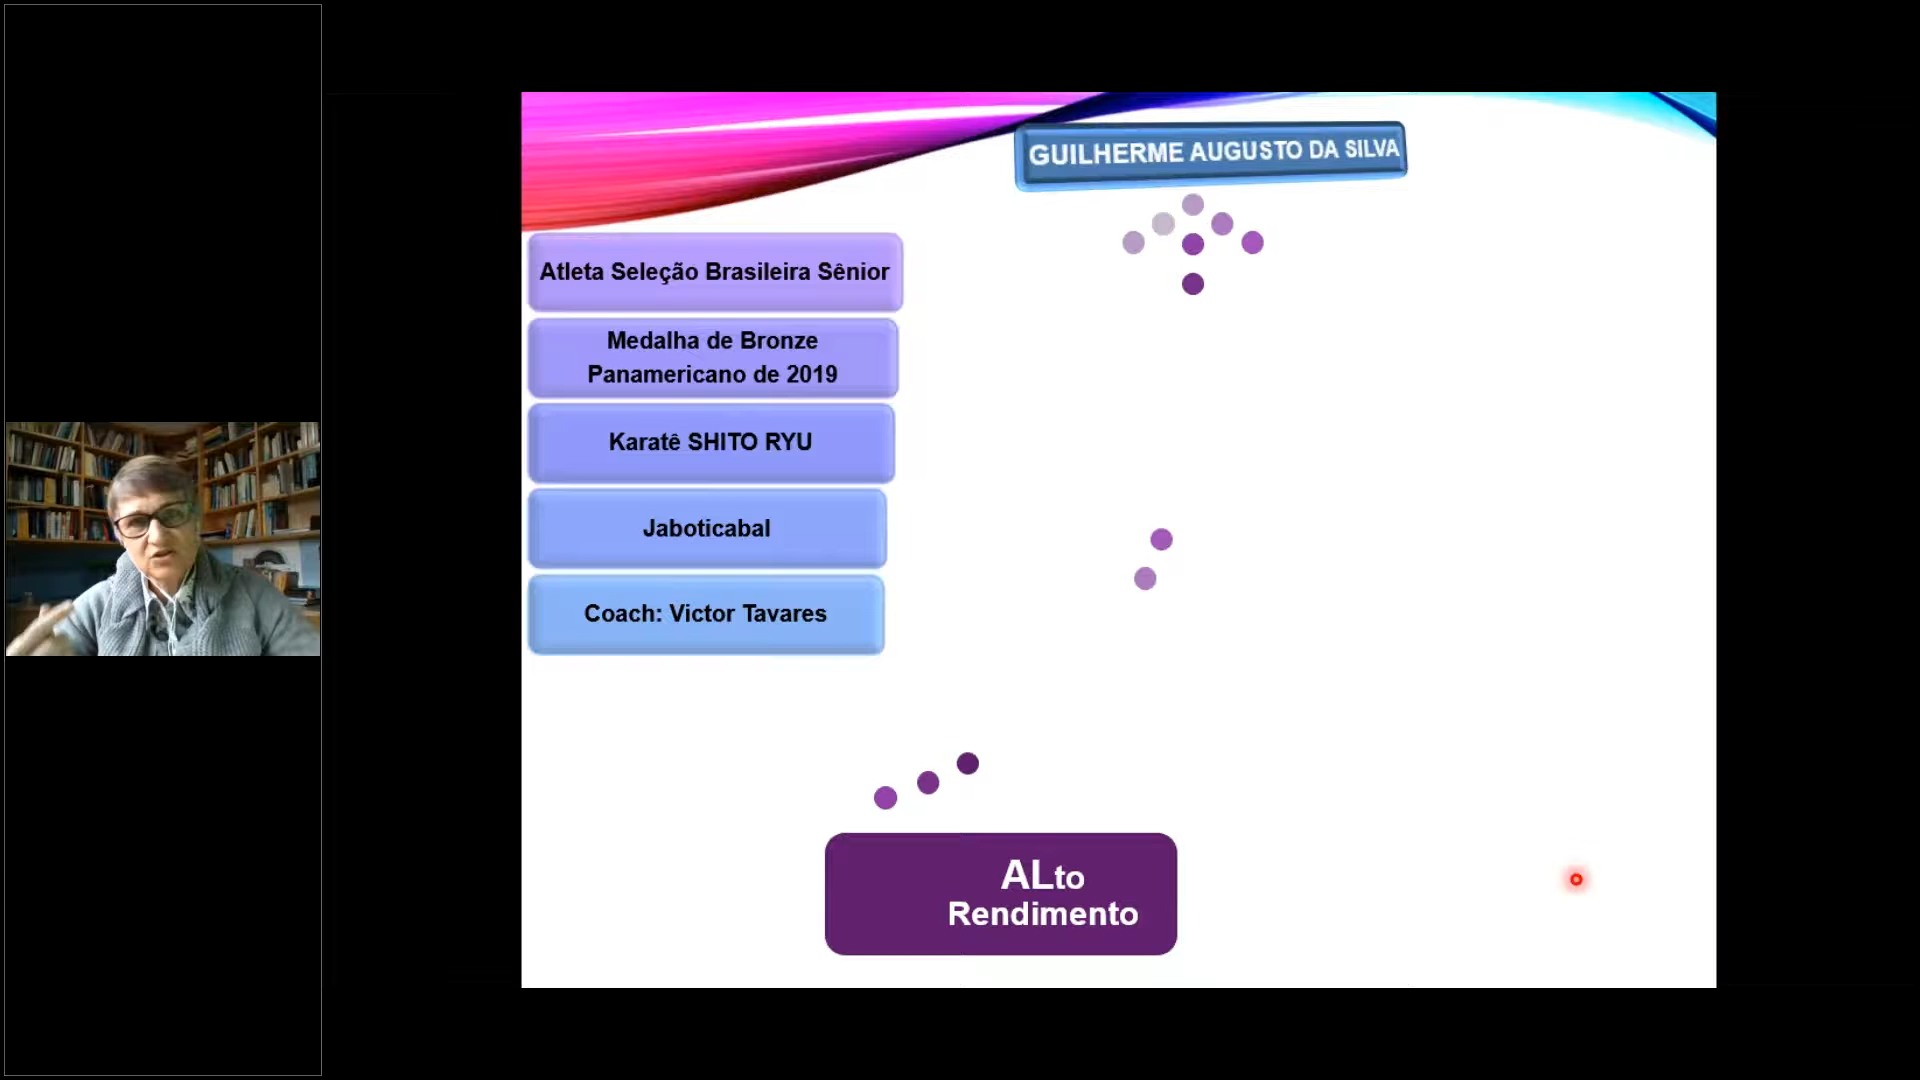 GUILHERME AUGUSTO DA SILVA
Atleta Seleção Brasileira Sênior
Medalha de Bronze
Panamericano de 2019
Karatê SHITO RYU
Jaboticabal
Coach: Victor Tavares
ALto
Rendimento